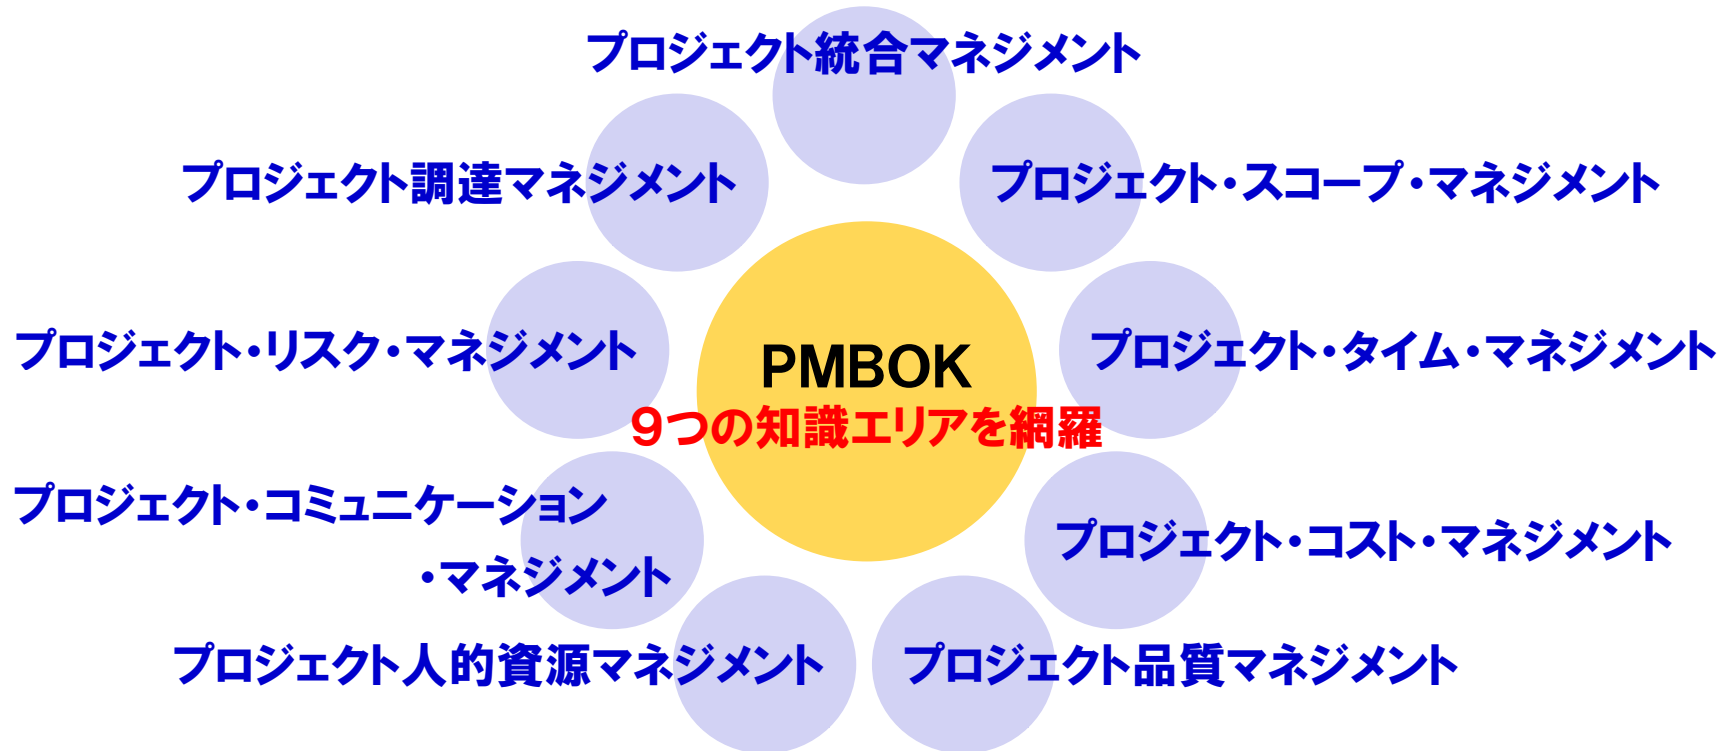 プロジェクト統合マネジメント
プロジェクト調達マネジメント
プロジェクト・スコープ・マネジメント
プロジェクト・リスク・マネジメント
プロジェクト・タイム・マネジメント
PMBOK
９つの知識エリアを網羅
プロジェクト・コミュニケーション
・マネジメント
プロジェクト・コスト・マネジメント
プロジェクト人的資源マネジメント
プロジェクト品質マネジメント